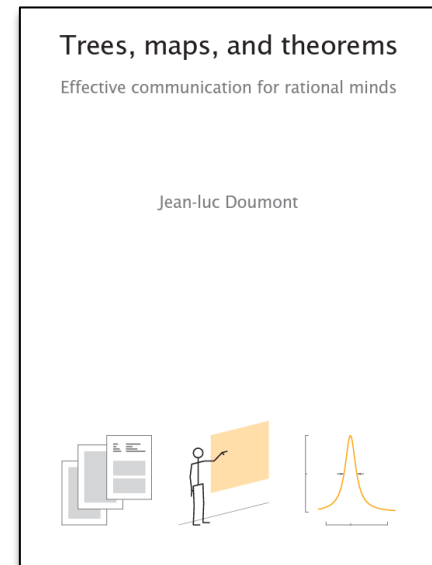 Trees, maps, and theorems
Effective communication for rational minds
Jean-luc Doumont